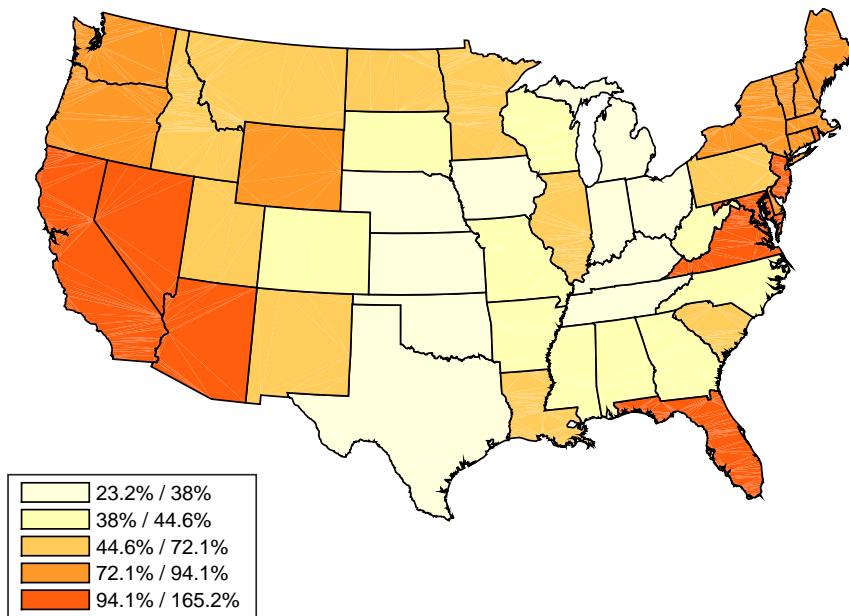 23.2% / 38%
38% / 44.6%
44.6% / 72.1%
72.1% / 94.1%
94.1% / 165.2%